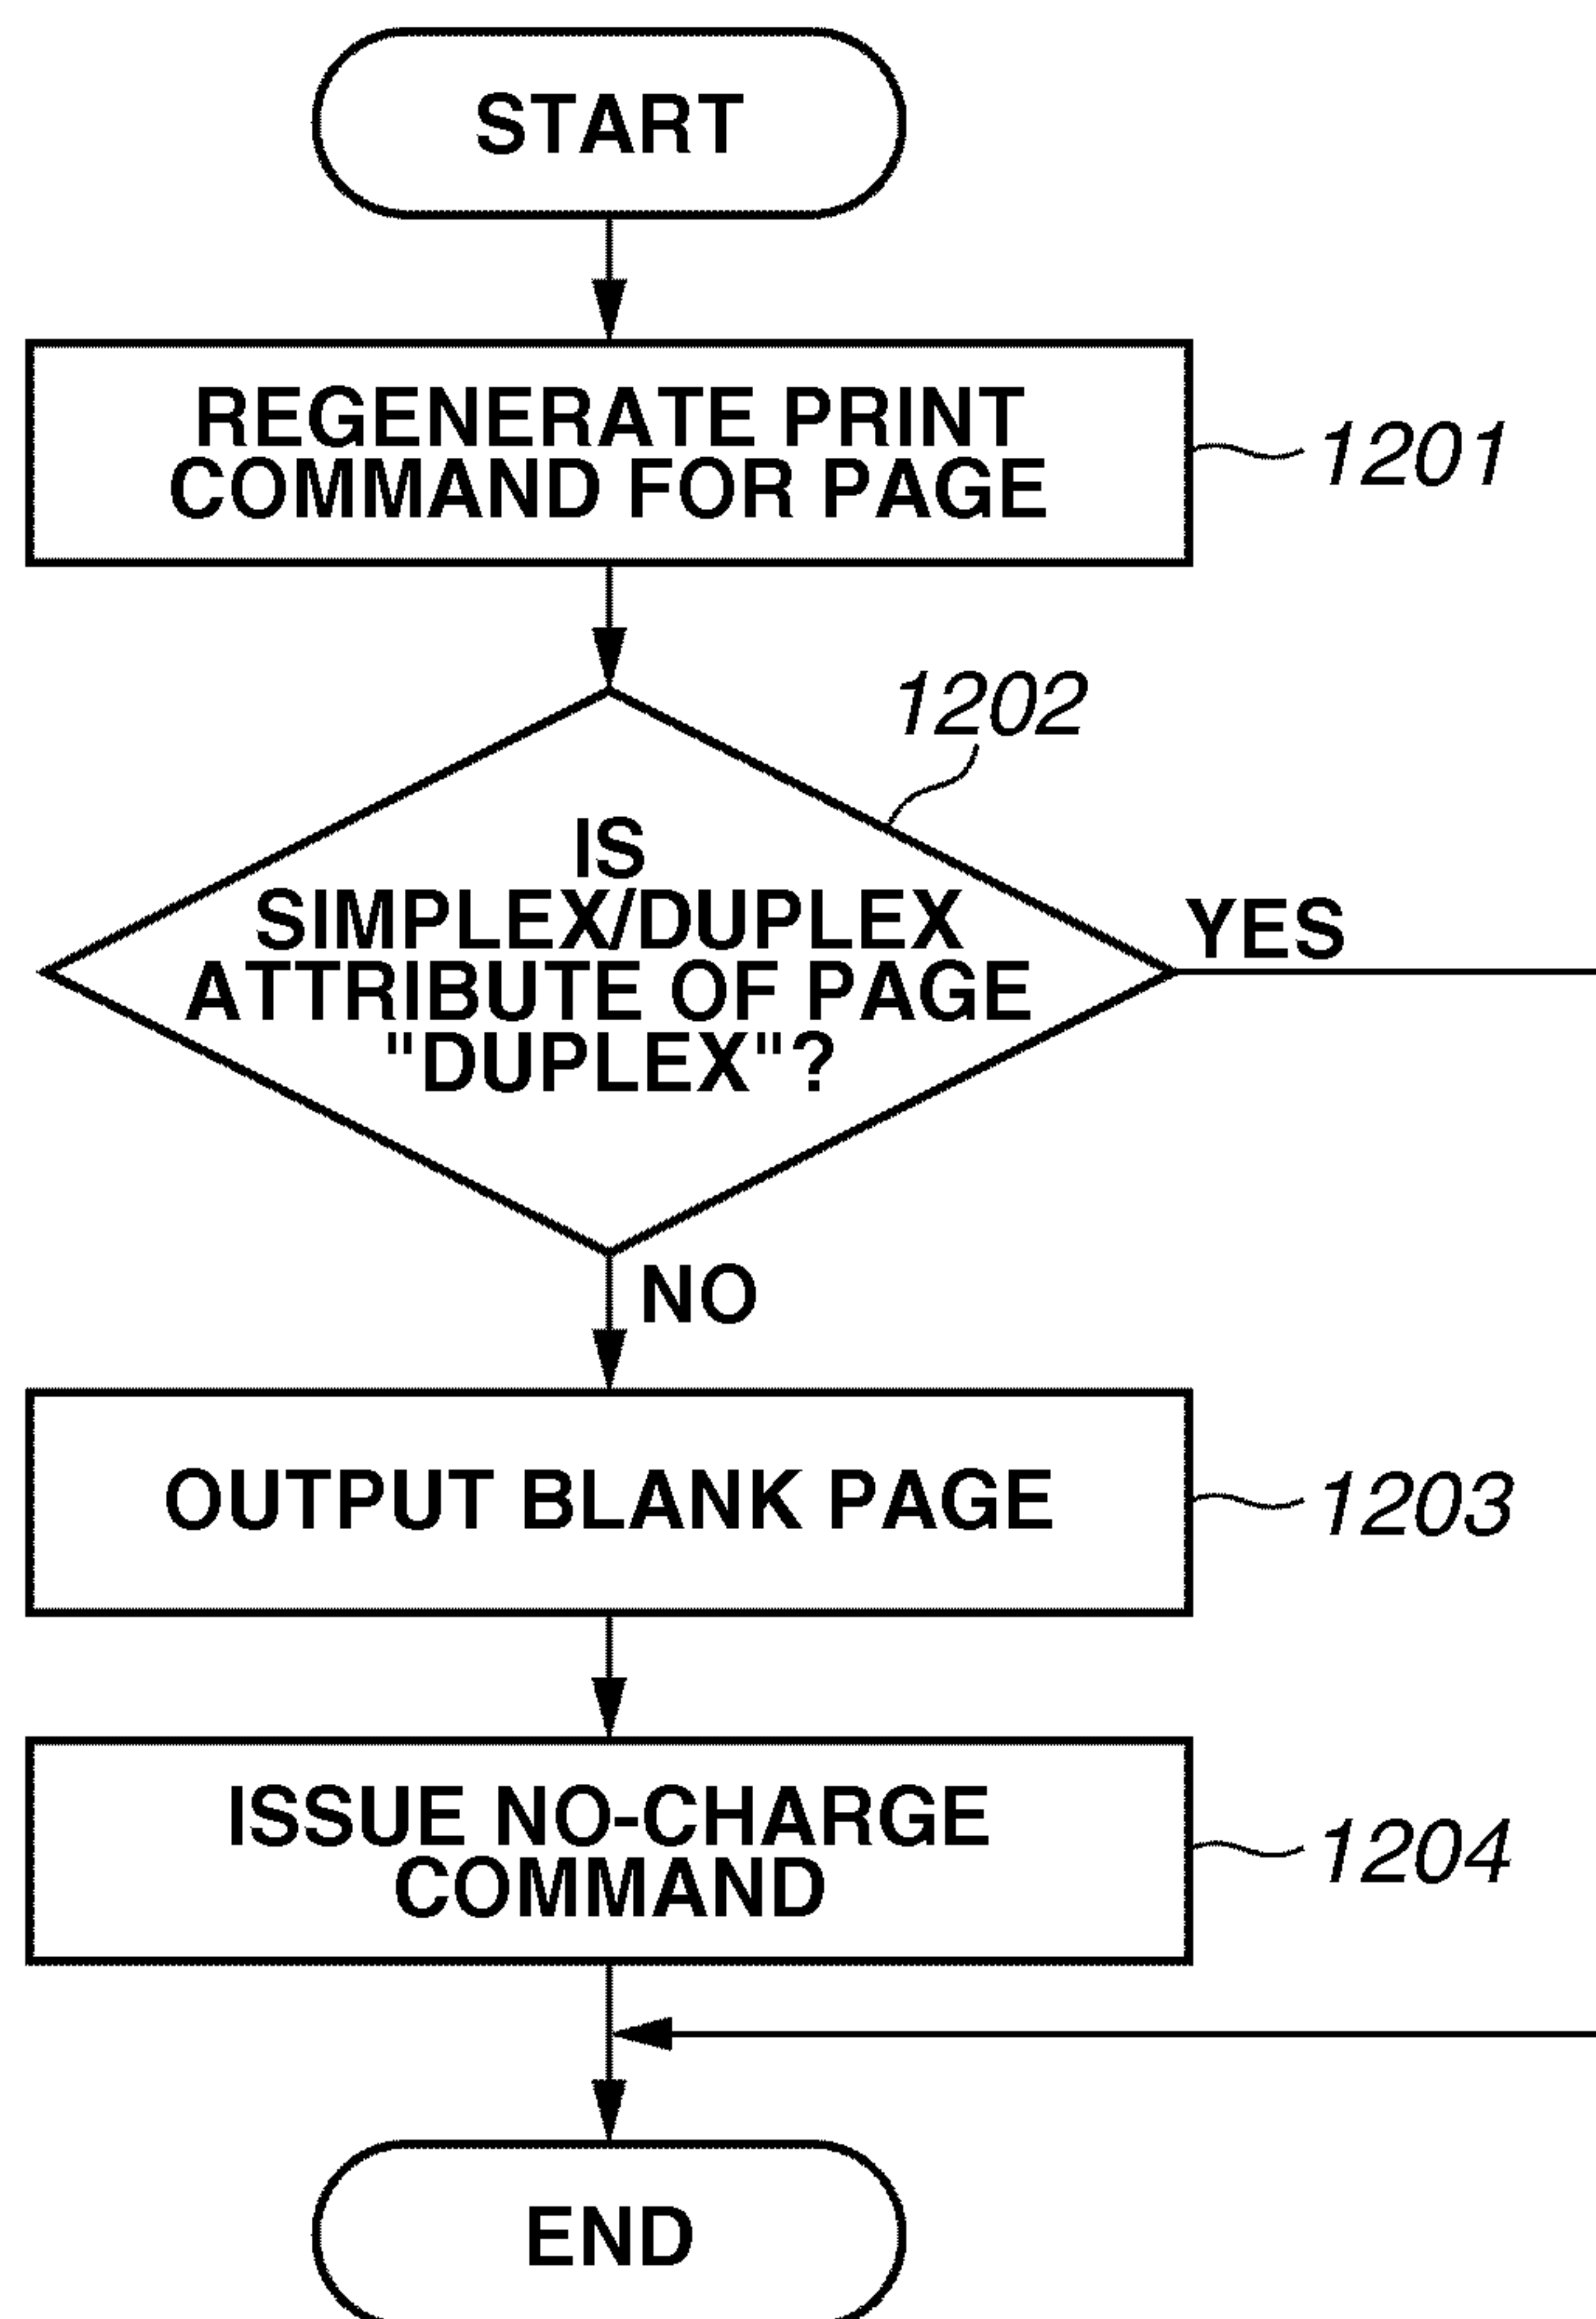 START
REGENERATE PRINT
COMMAND FOR PAGE
1201
1202
IS
SIMPLEX/DUPLEX
ATTRIBUTE OF PAGE
"DUPLEX"?
YES
NO
OUTPUT BLANK PAGE
1203
ISSUE NO-CHARGE
COMMAND
1204
END